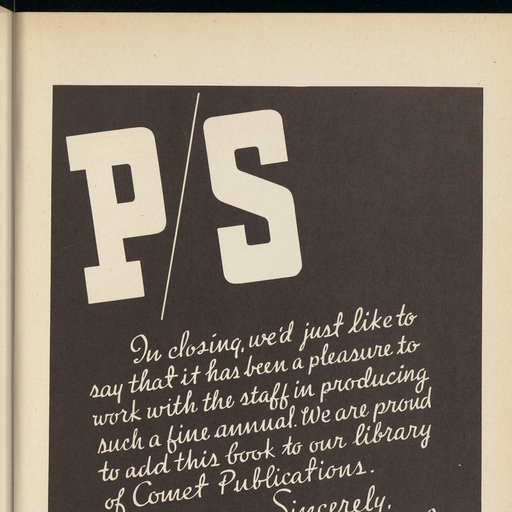 P/S
In closing, we'd just like to
say that it has been a pleasure to
work with the staff in producing
such a fine annual. We are proud
to add this book to our library
of Comet Publications.
Sincerely,